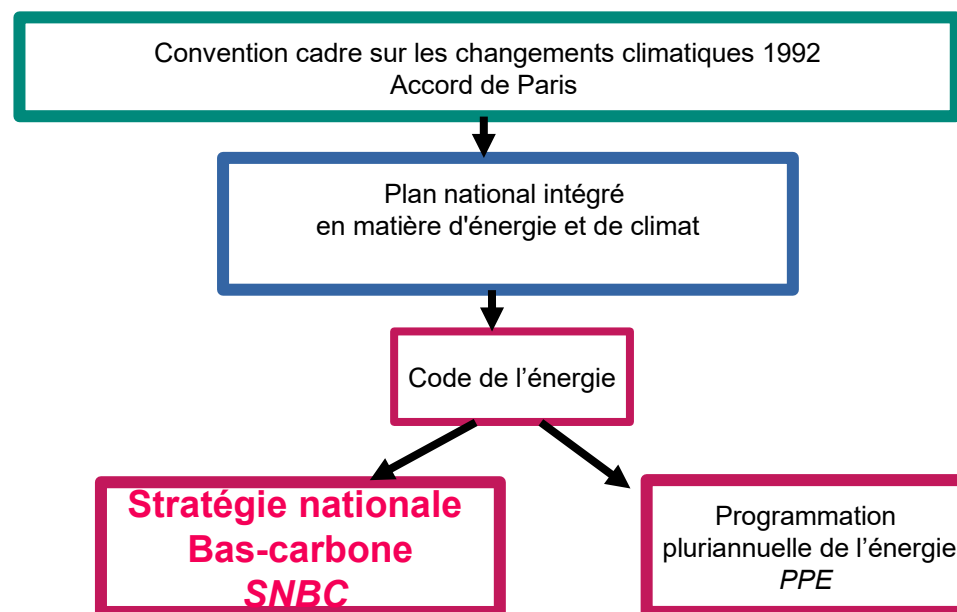 Convention cadre sur les changements climatiques 1992
Accord de Paris
Plan national intégré
en matière d'énergie et de climat
Code de l’énergie
Stratégie nationale
Bas-carbone
SNBC
Programmation
pluriannuelle de l’énergie
PPE